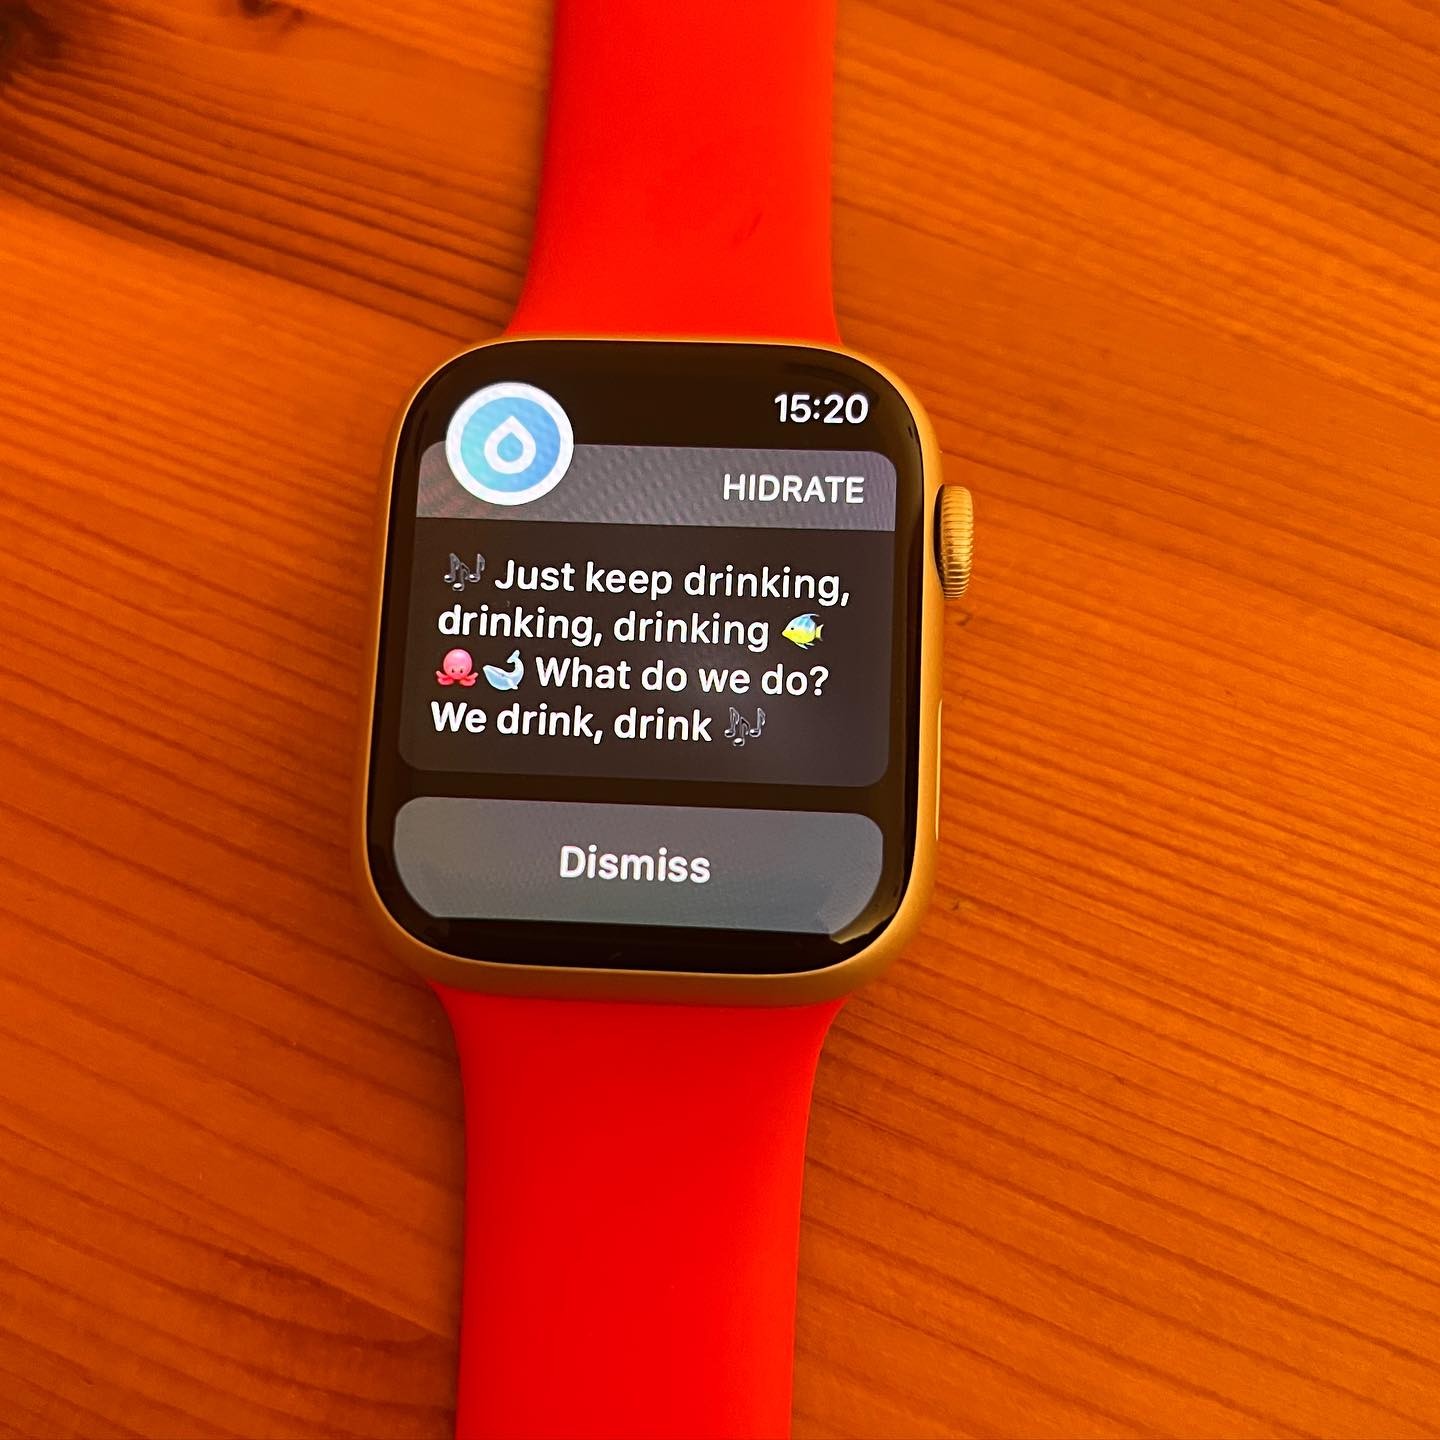 15:20
HIDRATE
🎶 Just keep drinking,
drinking, drinking 🐠
🐙🐳 What do we do?
We drink, drink 🎶
Dismiss